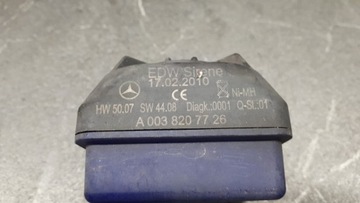 EDW Sirene
17.02.2010
CE Ni-MH
HW 50.07 SW 44.08 Diagk.:0001 Q-St.:01
A 003 820 77 26